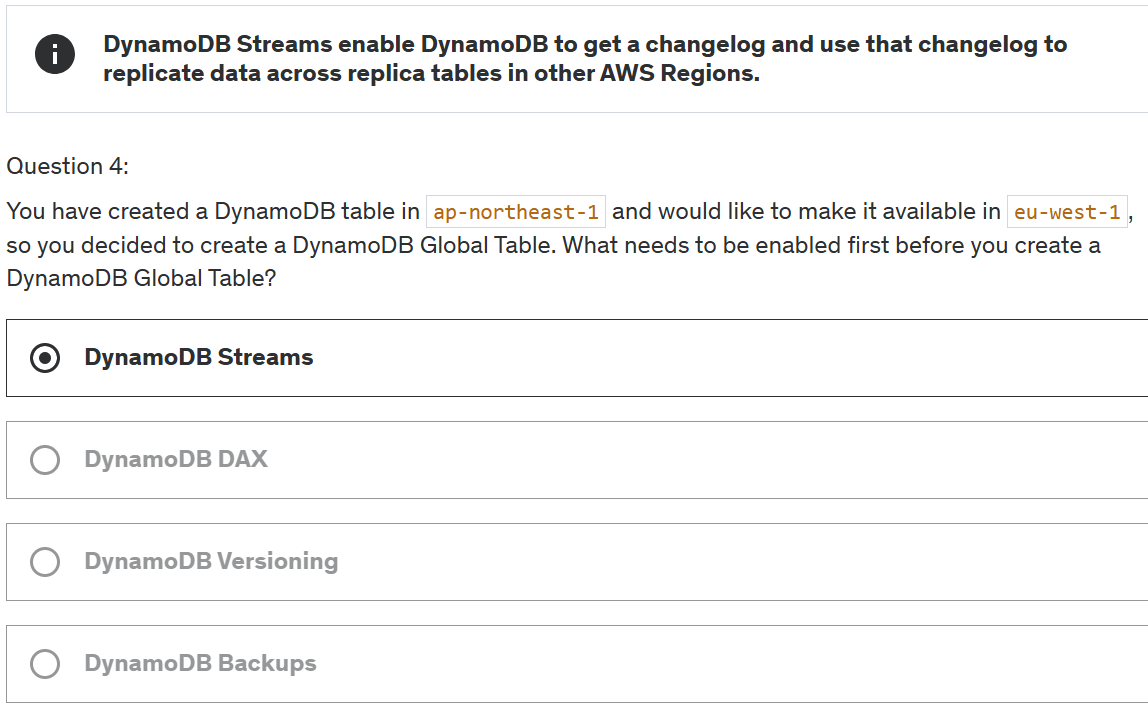 DynamoDB Streams enable DynamoDB to get a changelog and use that changelog to
replicate data across replica tables in other AWS Regions.
Question 4:
You have created a DynamoDB table in ap-northeast-1 and would like to make it available in eu-west-1,
so you decided to create a DynamoDB Global Table. What needs to be enabled first before you create a
DynamoDB Global Table?
DynamoDB Streams
DynamoDB DAX
DynamoDB Versioning
DynamoDB Backups